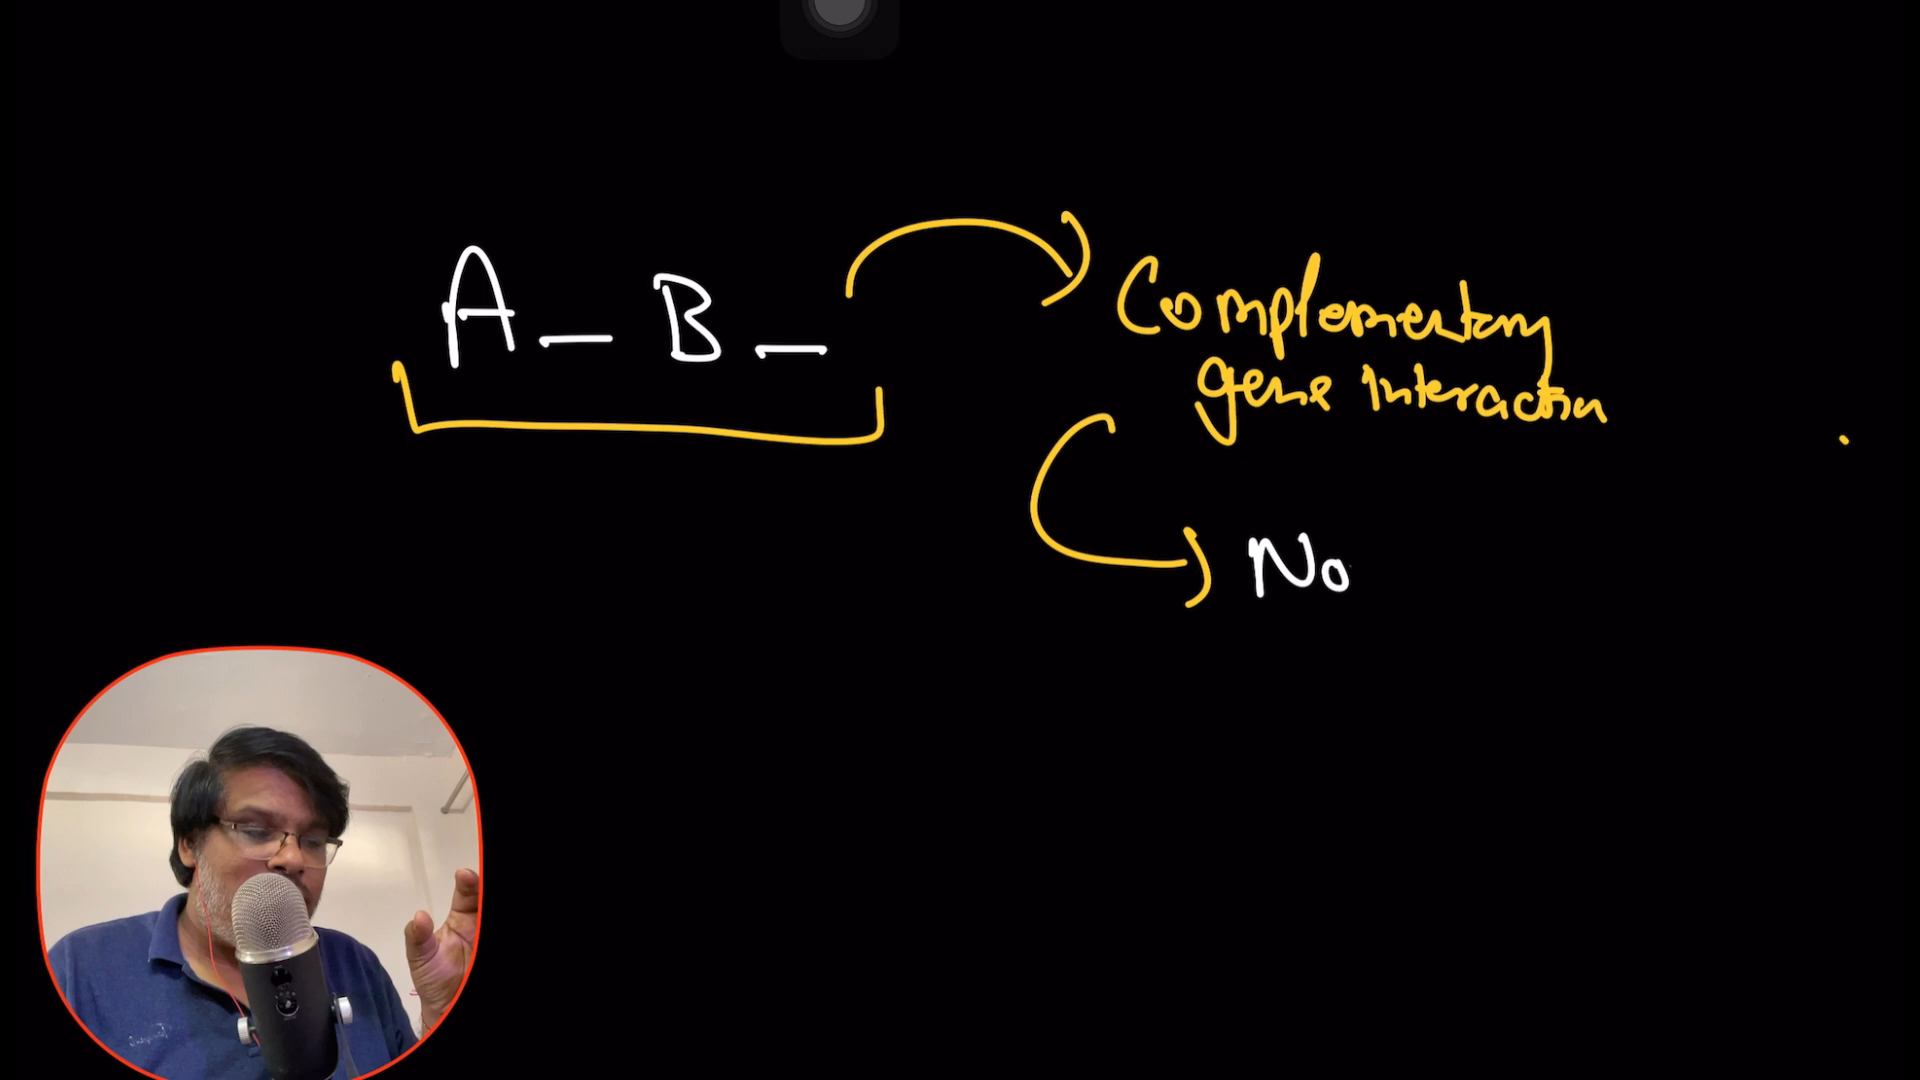 A_ B_
Complementary
gene interaction
No